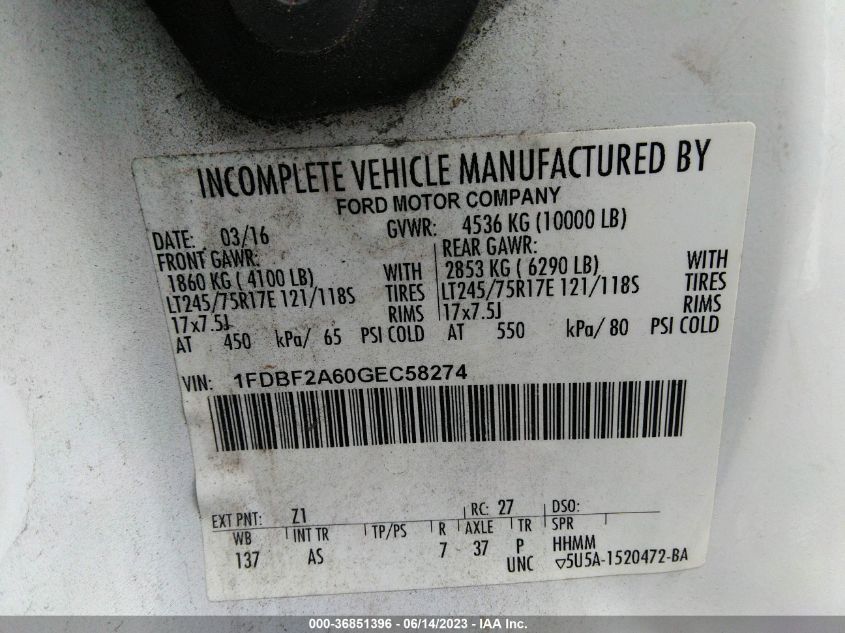 INCOMPLETE VEHICLE MANUFACTURED BY
FORD MOTOR COMPANY
DATE: 03/16 GVWR: 4536 KG (10000 LB)
FRONT GAWR: REAR GAWR:
1860 KG ( 4100 LB) WITH 2853 KG ( 6290 LB) WITH
LT245/75R17E 121/118S TIRES LT245/75R17E 121/118S TIRES
17x7.5J RIMS 17x7.5J RIMS
AT 450 kPa/ 65 PSI COLD AT 550 kPa/ 80 PSI COLD
VIN: 1FDBF2A60GEC58274
EXT PNT: Z1 RC: 27 DSO:
WB INT TR TP/PS R AXLE TR SPR
137 AS 7 37 P HHMM
UNC ▽5U5A-1520472-BA
000-36851396 - 06/14/2023 - IAA Inc.